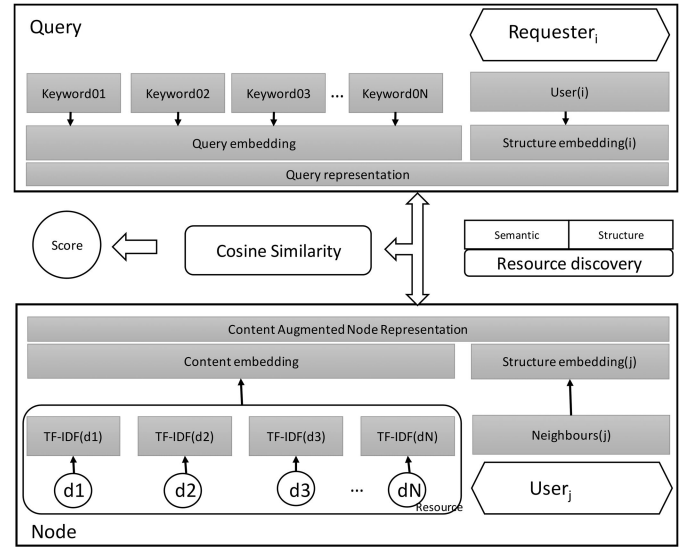 Query
Requester_i
Keyword01 Keyword02 Keyword03 ... Keyword0N
User(i)
Query embedding
Structure embedding(i)
Query representation
Score
Cosine Similarity
Semantic
Structure
Resource discovery
Content Augmented Node Representation
Content embedding
Structure embedding(j)
TF-IDF(d1) TF-IDF(d2) TF-IDF(d3) TF-IDF(dN)
Neighbours(j)
d1 d2 d3 ... dN
Resource
User_j
Node